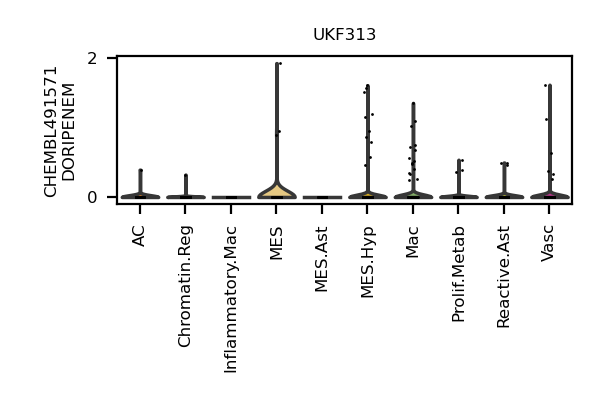 UKF313
CHEMBL491571
DORIPENEM
2
0
AC
Chromatin.Reg
Inflammatory.Mac
MES
MES.Ast
MES.Hyp
Mac
Prolif.Metab
Reactive.Ast
Vasc